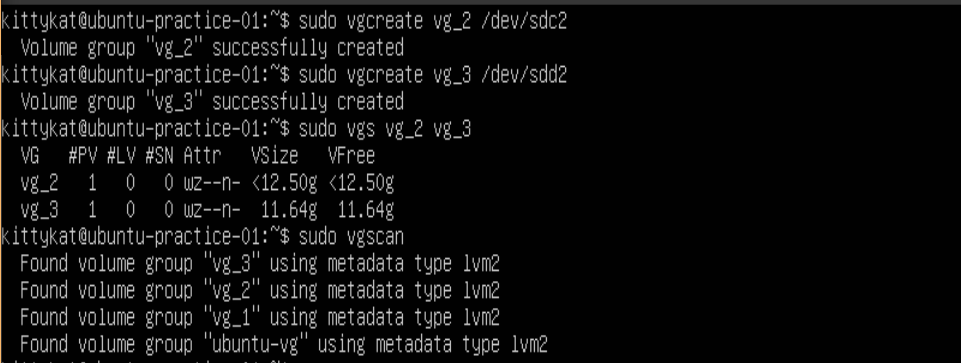 kittykat@ubuntu-practice-01:~$ sudo vgcreate vg_2 /dev/sdc2
  Volume group "vg_2" successfully created
kittykat@ubuntu-practice-01:~$ sudo vgcreate vg_3 /dev/sdd2
  Volume group "vg_3" successfully created
kittykat@ubuntu-practice-01:~$ sudo vgs vg_2 vg_3
  VG   #PV #LV #SN Attr   VSize   VFree
  vg_2   1   0   0 wz--n- <12.50g <12.50g
  vg_3   1   0   0 wz--n-  11.64g  11.64g
kittykat@ubuntu-practice-01:~$ sudo vgscan
  Found volume group "vg_3" using metadata type lvm2
  Found volume group "vg_2" using metadata type lvm2
  Found volume group "vg_1" using metadata type lvm2
  Found volume group "ubuntu-vg" using metadata type lvm2